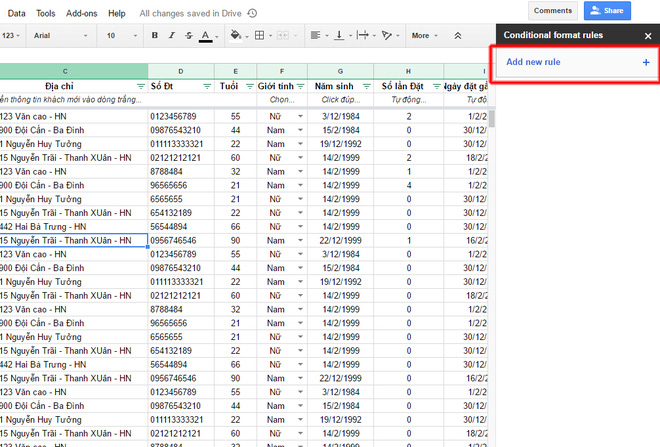 Data Tools Add-ons Help All changes saved in Drive Comments Share
123 Arial 10 B I S A More
Conditional format rules ×
Add new rule +
C D E F G H I
Địa chỉ Số Đt Tuổi Giới tính Năm sinh Số lần Đặt Ngày đặt gầ
ền thông tin khách mới vào dòng trắng... Chọn... Click đúp... Tự động... Tự độ
123 Văn cao - HN 0123456789 55 Nữ 3/12/1984 2 1/2/2
900 Đội Cấn - Ba Đình 09876543210 44 Nam 15/2/1984 0 30/12/
1 Nguyễn Huy Tưởng 011113333321 22 Nam 19/12/1992 0 30/12/
15 Nguyễn Trãi - Thanh XUân - HN 02121212121 60 Nữ 14/2/1999 2 18/2/2
123 Văn cao - HN 8788484 32 Nam 14/2/1999 1 1/2/2
900 Đội Cấn - Ba Đình 96565656 21 Nam 14/2/1999 4 1/2/2
1 Nguyễn Huy Tưởng 6565655 21 Nữ 14/2/1999 0 30/12/
15 Nguyễn Trãi - Thanh XUân - HN 654132189 22 Nữ 14/2/1999 0 30/12/
442 Hai Bà Trưng - HN 56544894 66 Nữ 14/2/1999 0 30/12/
15 Nguyễn Trãi - Thanh XUân - HN 0956746546 90 Nam 22/12/1999 1 16/2/2
123 Văn cao - HN 0123456789 55 Nữ 3/12/1984 0 30/12/
900 Đội Cấn - Ba Đình 09876543210 44 Nam 15/2/1984 0 30/12/
1 Nguyễn Huy Tưởng 011113333321 22 Nam 19/12/1992 0 30/12/
15 Nguyễn Trãi - Thanh XUân - HN 02121212121 60 Nữ 14/2/1999 0 18/2/2
123 Văn cao - HN 8788484 32 Nam 14/2/1999 0 1/2/2
900 Đội Cấn - Ba Đình 96565656 21 Nam 14/2/1999 0 1/2/2
1 Nguyễn Huy Tưởng 6565655 21 Nữ 14/2/1999 0 30/12/
15 Nguyễn Trãi - Thanh XUân - HN 654132189 22 Nữ 14/2/1999 0 30/12/
442 Hai Bà Trưng - HN 56544894 66 Nữ 14/2/1999 0 30/12/
15 Nguyễn Trãi - Thanh XUân - HN 0956746546 90 Nam 22/12/1999 0 16/2/2
123 Văn cao - HN 0123456789 55 Nữ 3/12/1984 0 30/12/
900 Đội Cấn - Ba Đình 09876543210 44 Nam 15/2/1984 0 30/12/
1 Nguyễn Huy Tưởng 011113333321 22 Nam 19/12/1992 0 30/12/
15 Nguyễn Trãi - Thanh XUân - HN 02121212121 60 Nữ 14/2/1999 0 18/2/2